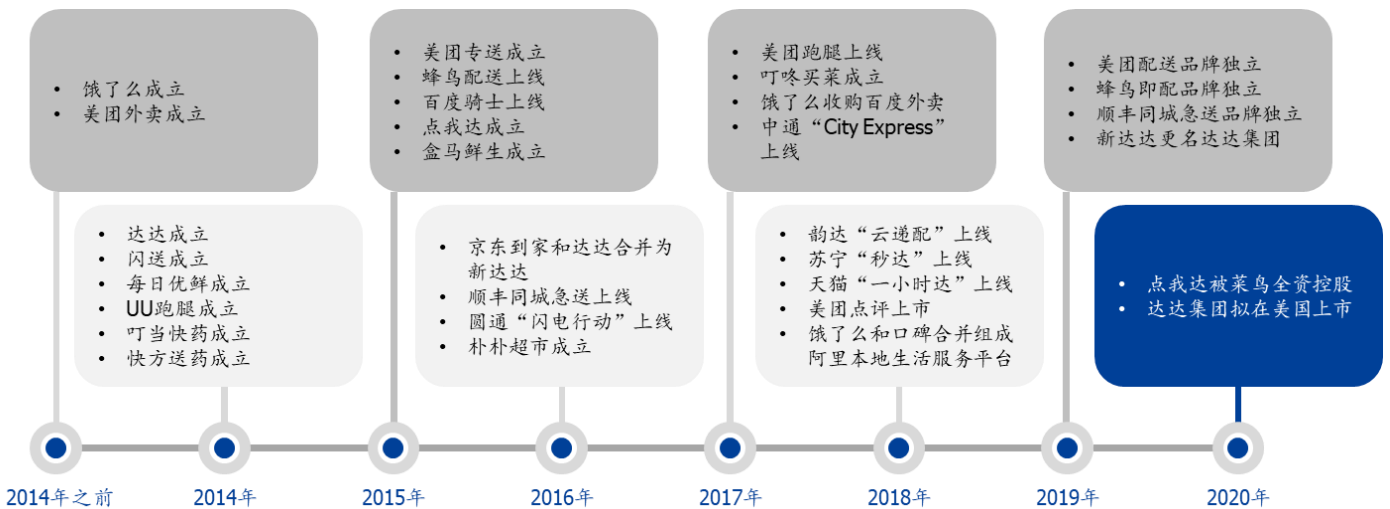 • 饿了么成立
• 美团外卖成立
• 美团专送成立
• 蜂鸟配送上线
• 百度骑士上线
• 点我达成立
• 盒马鲜生成立
• 美团跑腿上线
• 叮咚买菜成立
• 饿了么收购百度外卖
• 中通“City Express”
上线
• 美团配送品牌独立
• 蜂鸟即配品牌独立
• 顺丰同城急送品牌独立
• 新达达更名达达集团
• 达达成立
• 闪送成立
• 每日优鲜成立
• UU跑腿成立
• 叮当快药成立
• 快方送药成立
• 京东到家和达达合并为
新达达
• 顺丰同城急送上线
• 圆通“闪电行动”上线
• 朴朴超市成立
• 韵达“云递配”上线
• 苏宁“秒达”上线
• 天猫“一小时达”上线
• 美团点评上市
• 饿了么和口碑合并组成
阿里本地生活服务平台
• 点我达被菜鸟全资控股
• 达达集团拟在美国上市
2014年之前
2014年
2015年
2016年
2017年
2018年
2019年
2020年